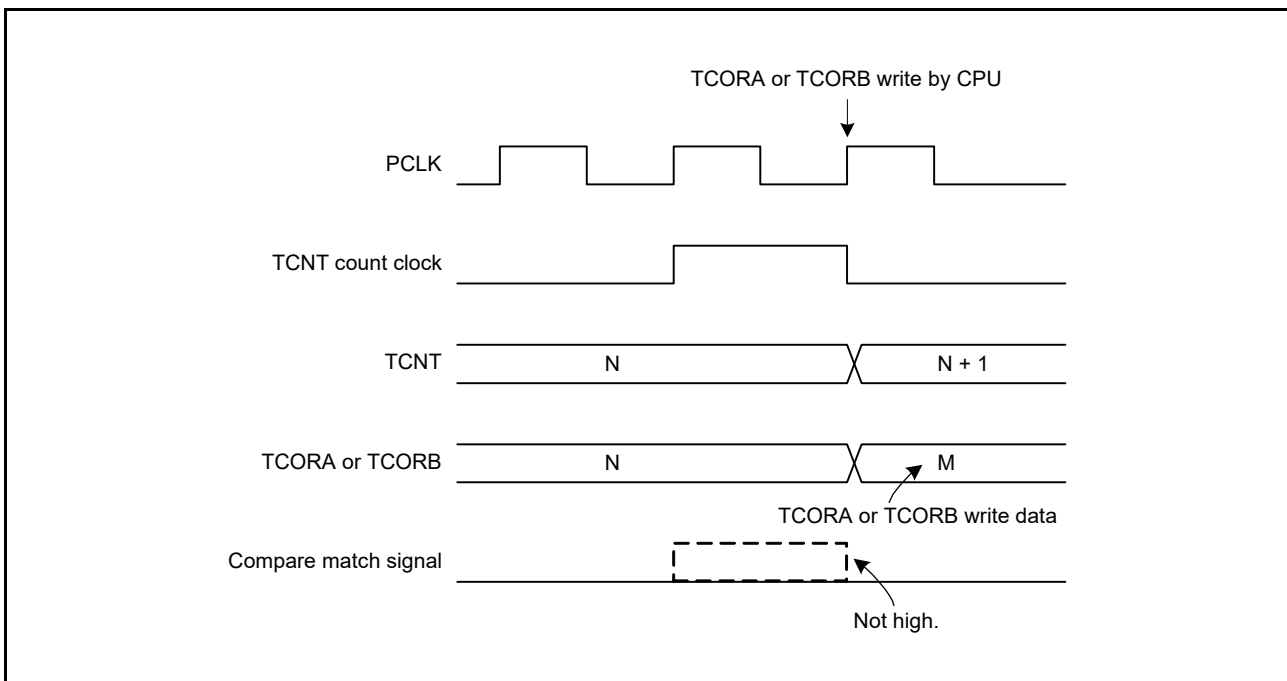 TCORA or TCORB write by CPU
PCLK
TCNT count clock
TCNT
N
N + 1
TCORA or TCORB
N
M
TCORA or TCORB write data
Compare match signal
Not high.